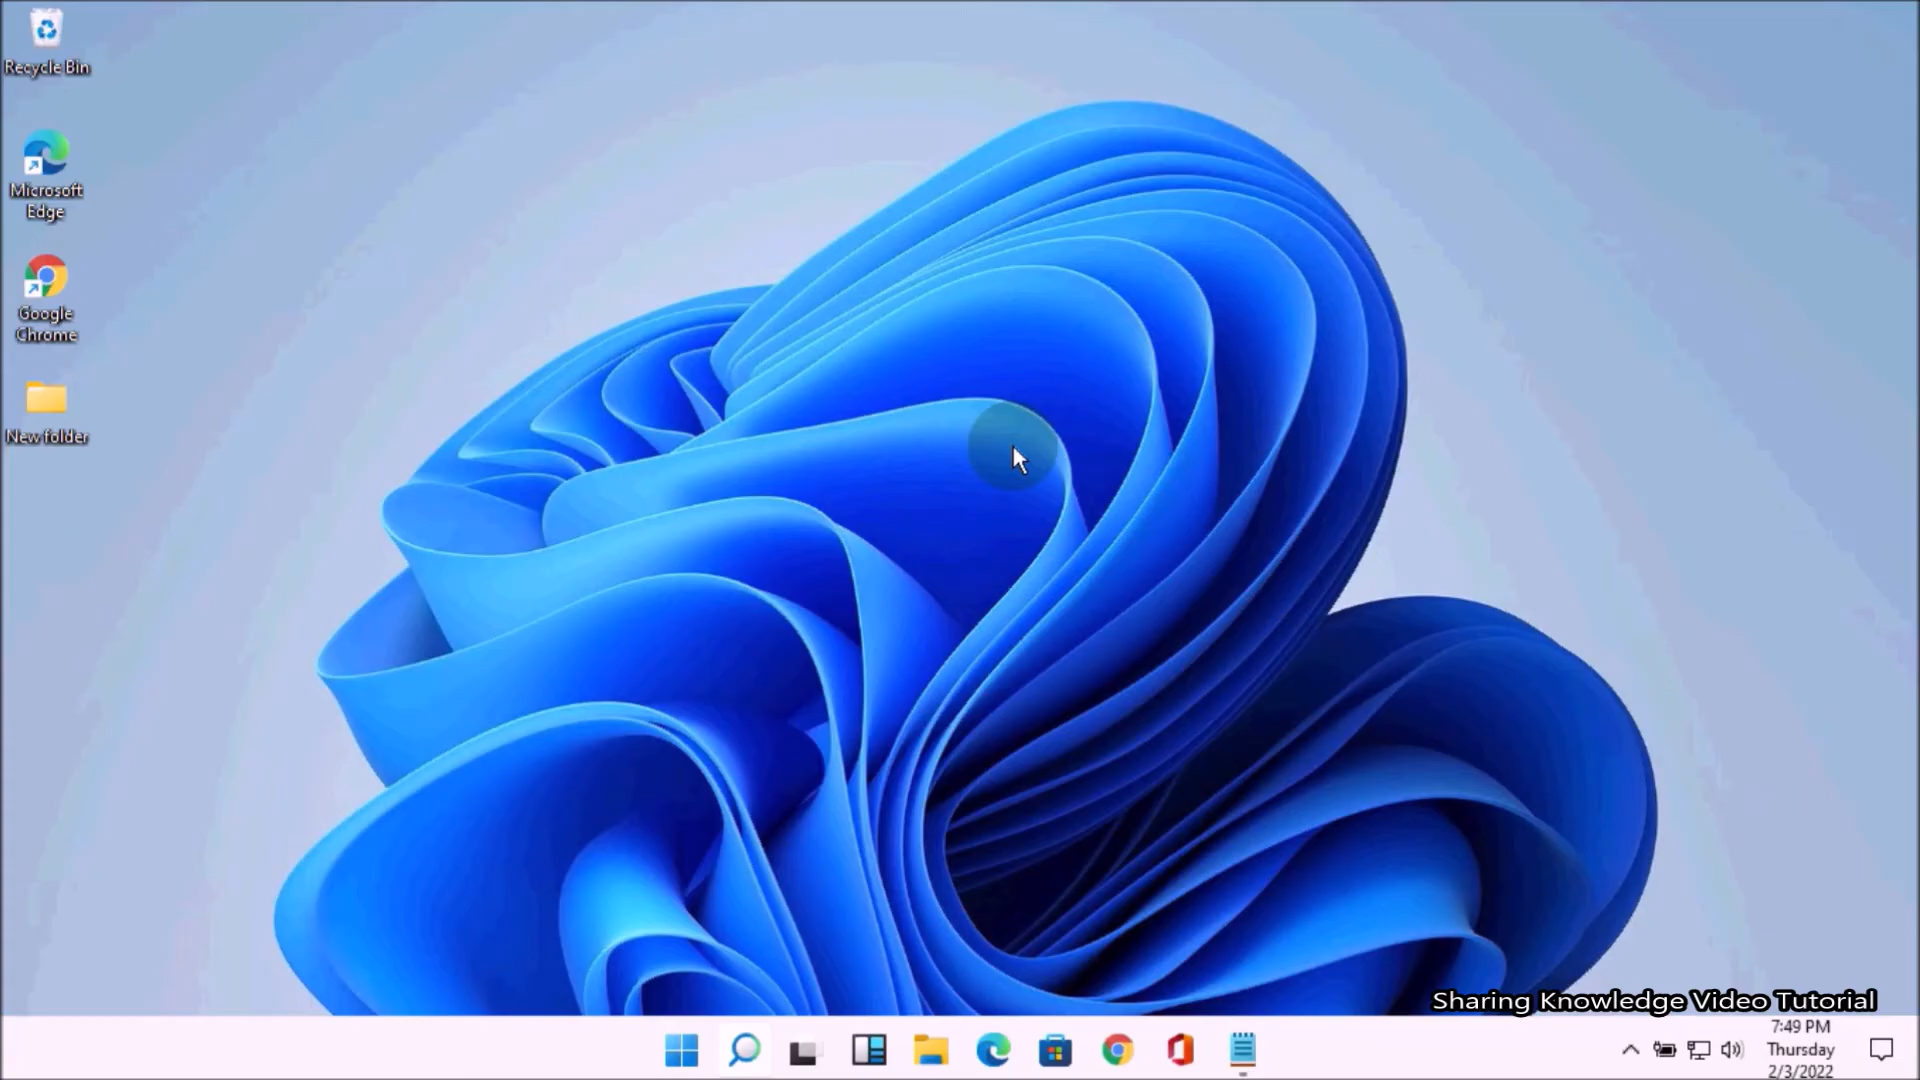 Recycle Bin
Microsoft
Edge
Google
Chrome
New folder
Sharing Knowledge Video Tutorial
7:49 PM
Thursday
2/3/2022